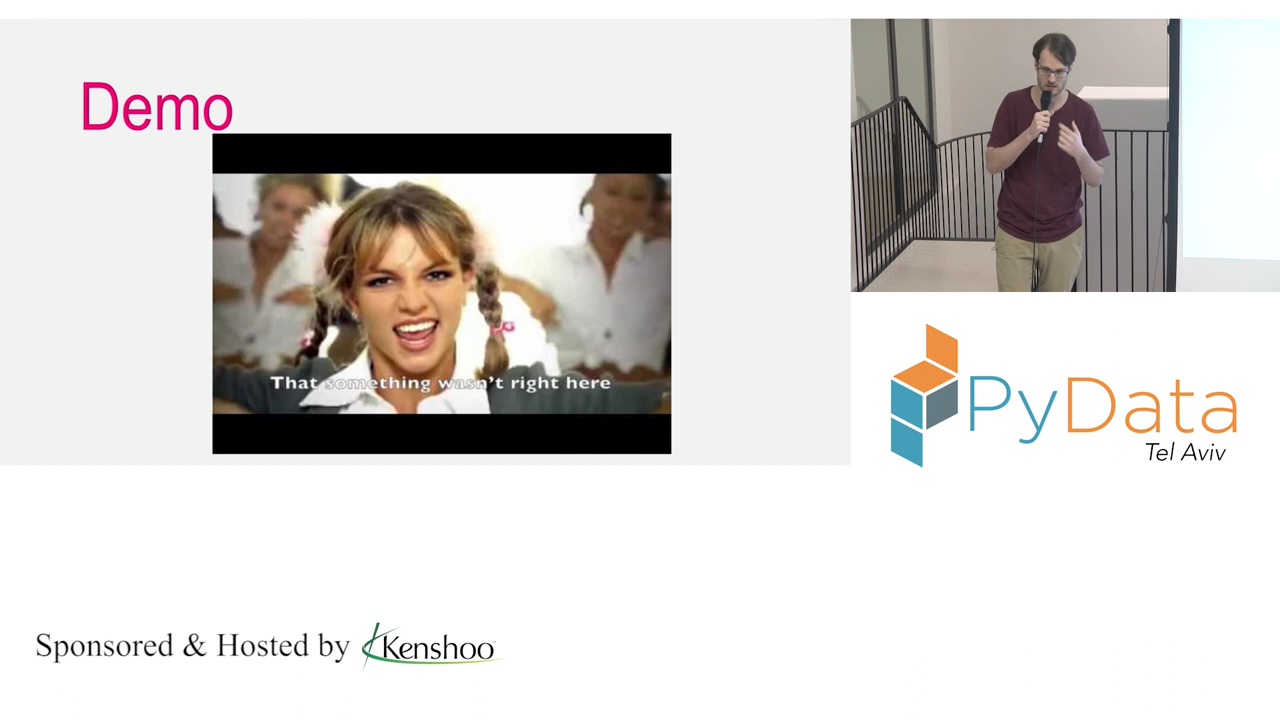 Demo
That something wasn't right here
PyData
Tel Aviv
Sponsored & Hosted by Kenshoo